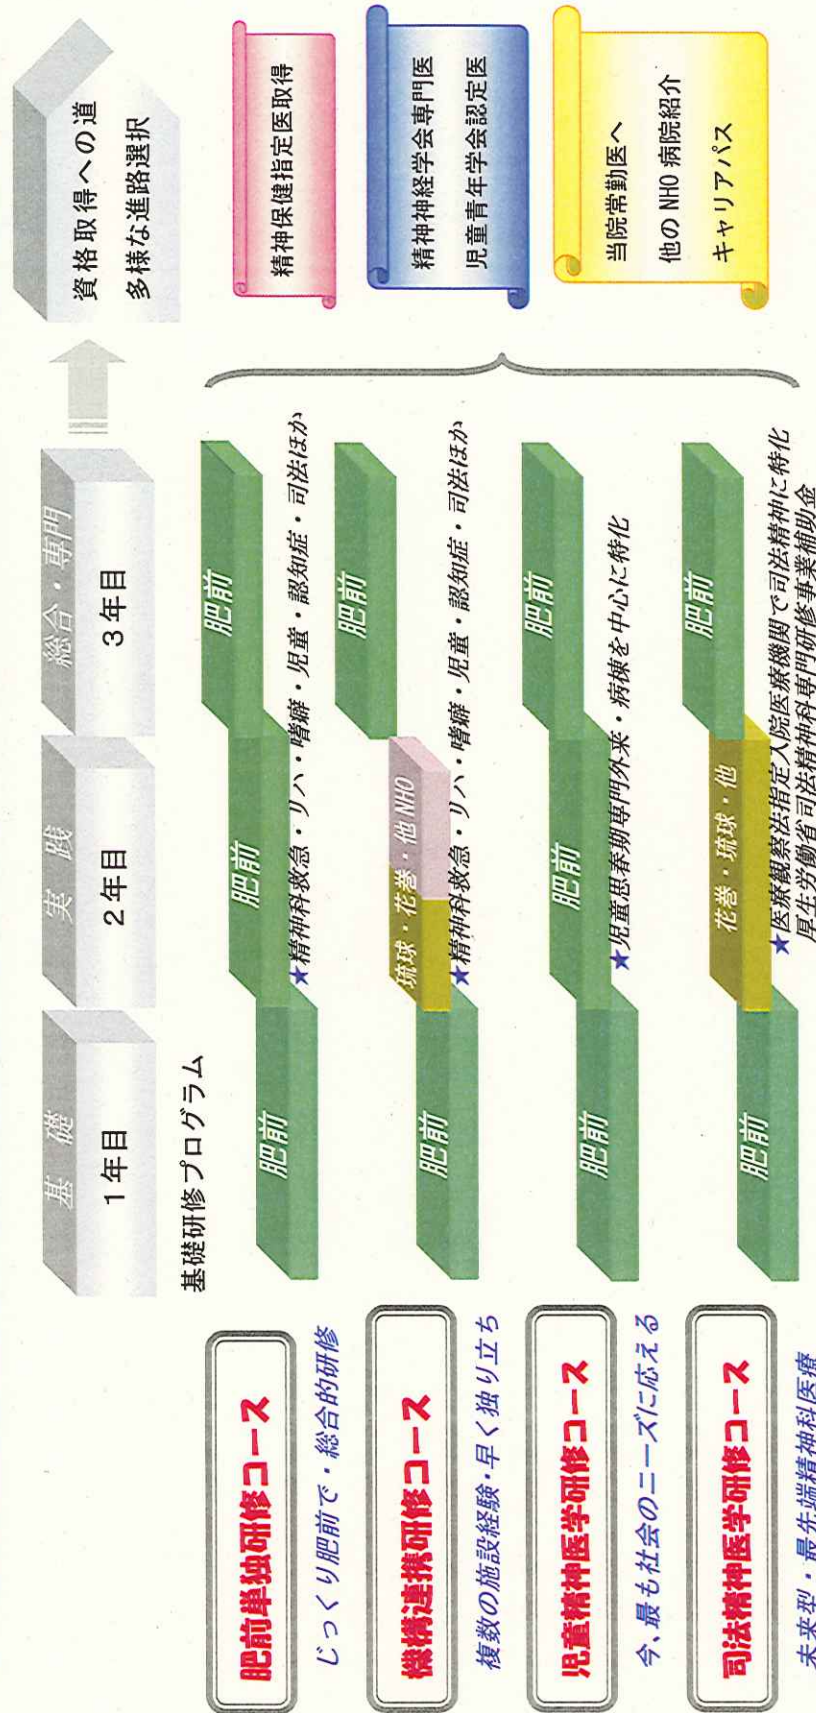 基 礎
1年目
実 践
2年目
総合・専門
3年目
資格取得への道
多様な進路選択
基礎研修プログラム
肥前単独研修コース
じっくり肥前で・総合的研修
肥前
肥前
肥前
★精神科救急・リハ・嗜癖・児童・認知症・司法ほか
機構連携研修コース
複数の施設経験・早く独り立ち
肥前
琉球・花巻・他NHO
肥前
★精神科救急・リハ・嗜癖・児童・認知症・司法ほか
児童精神医学研修コース
今、最も社会のニーズに応える
肥前
肥前
肥前
★児童思春期専門外来・病棟を中心に特化
司法精神医学研修コース
未来型・最先端精神科医療
肥前
花巻・琉球・他
肥前
★医療観察法指定入院医療機関で司法精神に特化
厚生労働省司法精神科専門研修事業補助金
精神保健指定医取得
精神神経学会専門医
児童青年学会認定医
当院常勤医へ
他の NHO 病院紹介
キャリアパス